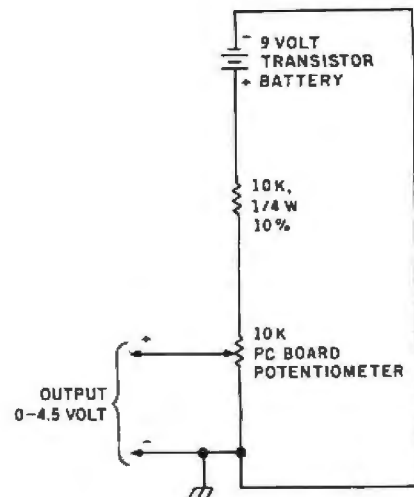 -
9 VOLT
TRANSISTOR
+ BATTERY
10K,
1/4 W
10%
+
10K
PC BOARD
POTENTIOMETER
OUTPUT
0-4.5 VOLT
-